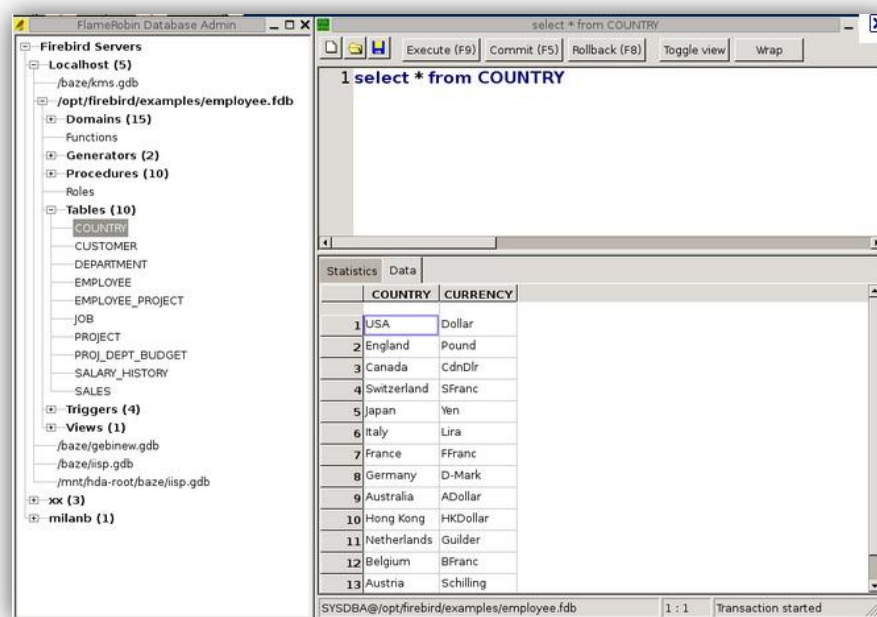 FlameRobin Database Admin
Firebird Servers
Localhost (5)
/baze/kms.gdb
/opt/firebird/examples/employee.fdb
Domains (15)
Functions
Generators (2)
Procedures (10)
Roles
Tables (10)
COUNTRY
CUSTOMER
DEPARTMENT
EMPLOYEE
EMPLOYEE_PROJECT
JOB
PROJECT
PROJ_DEPT_BUDGET
SALARY_HISTORY
SALES
Triggers (4)
Views (1)
/baze/gebinew.gdb
/baze/iisp.gdb
/mnt/hda-root/baze/iisp.gdb
xx (3)
milanb (1)
select * from COUNTRY
Execute (F9) Commit (F5) Rollback (F8) Toggle view Wrap
1 select * from COUNTRY
Statistics Data
COUNTRY CURRENCY
1 USA Dollar
2 England Pound
3 Canada CdnDlr
4 Switzerland SFranc
5 Japan Yen
6 Italy Lira
7 France FFranc
8 Germany D-Mark
9 Australia ADollar
10 Hong Kong HKDollar
11 Netherlands Guilder
12 Belgium BFranc
13 Austria Schilling
SYSDBA@/opt/firebird/examples/employee.fdb 1 : 1 Transaction started